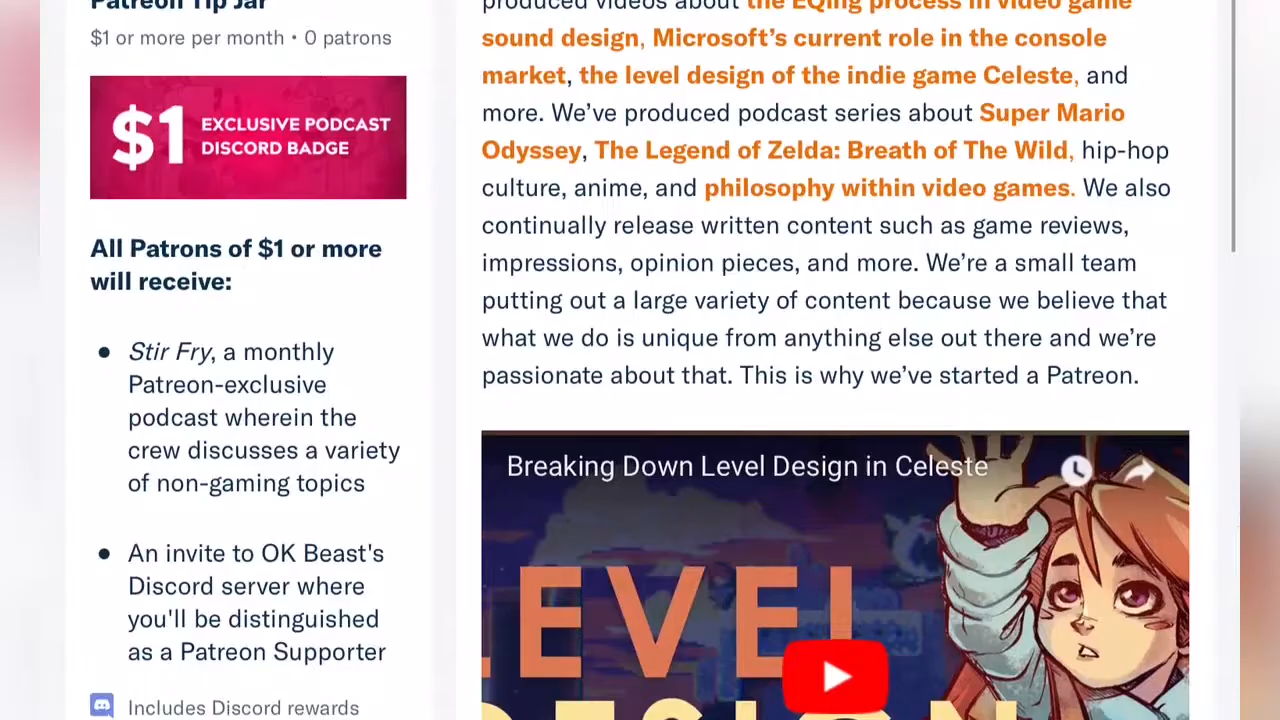 Patreon Tip Jar
$1 or more per month • 0 patrons
$1 EXCLUSIVE PODCAST
DISCORD BADGE
All Patrons of $1 or more
will receive:
● Stir Fry, a monthly
Patreon-exclusive
podcast wherein the
crew discusses a variety
of non-gaming topics
● An invite to OK Beast's
Discord server where
you'll be distinguished
as a Patreon Supporter
Includes Discord rewards
produced videos about the EQing process in video game
sound design, Microsoft’s current role in the console
market, the level design of the indie game Celeste, and
more. We’ve produced podcast series about Super Mario
Odyssey, The Legend of Zelda: Breath of The Wild, hip-hop
culture, anime, and philosophy within video games. We also
continually release written content such as game reviews,
impressions, opinion pieces, and more. We’re a small team
putting out a large variety of content because we believe that
what we do is unique from anything else out there and we’re
passionate about that. This is why we’ve started a Patreon.
Breaking Down Level Design in Celeste
LEVEL
DESIGN